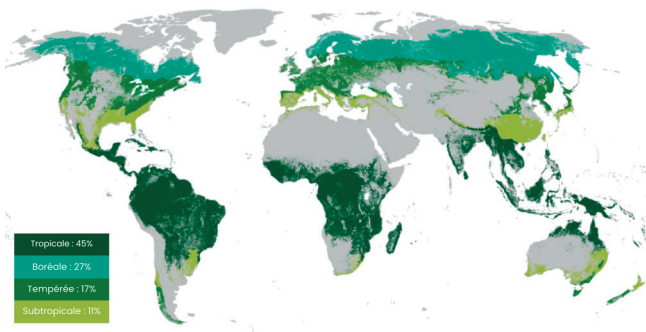 Tropicale : 45%
Boréale : 27%
Tempérée : 17%
Subtropicale : 11%